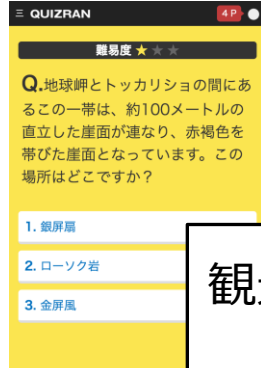 ≡ QUIZRAN 4 P
難易度 ★ ★ ★
Q.地球岬とトッカリショの間にあ
るこの一帯は、約100メートルの
直立した崖面が連なり、赤褐色を
帯びた崖面となっています。この
場所はどこですか？
1. 銀屏扇
2. ローソク岩
3. 金屏風
観